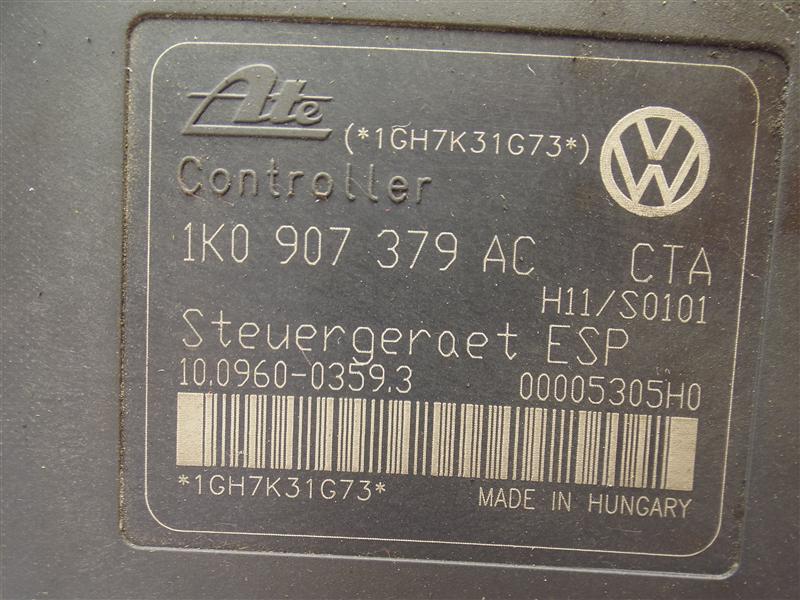 Ate
(*1GH7K31G73*)
VW
Controller
1K0 907 379 AC CTA
H11/S0101
Steuergeraet ESP
10.0960-0359.3 00005305H0
*1GH7K31G73* MADE IN HUNGARY